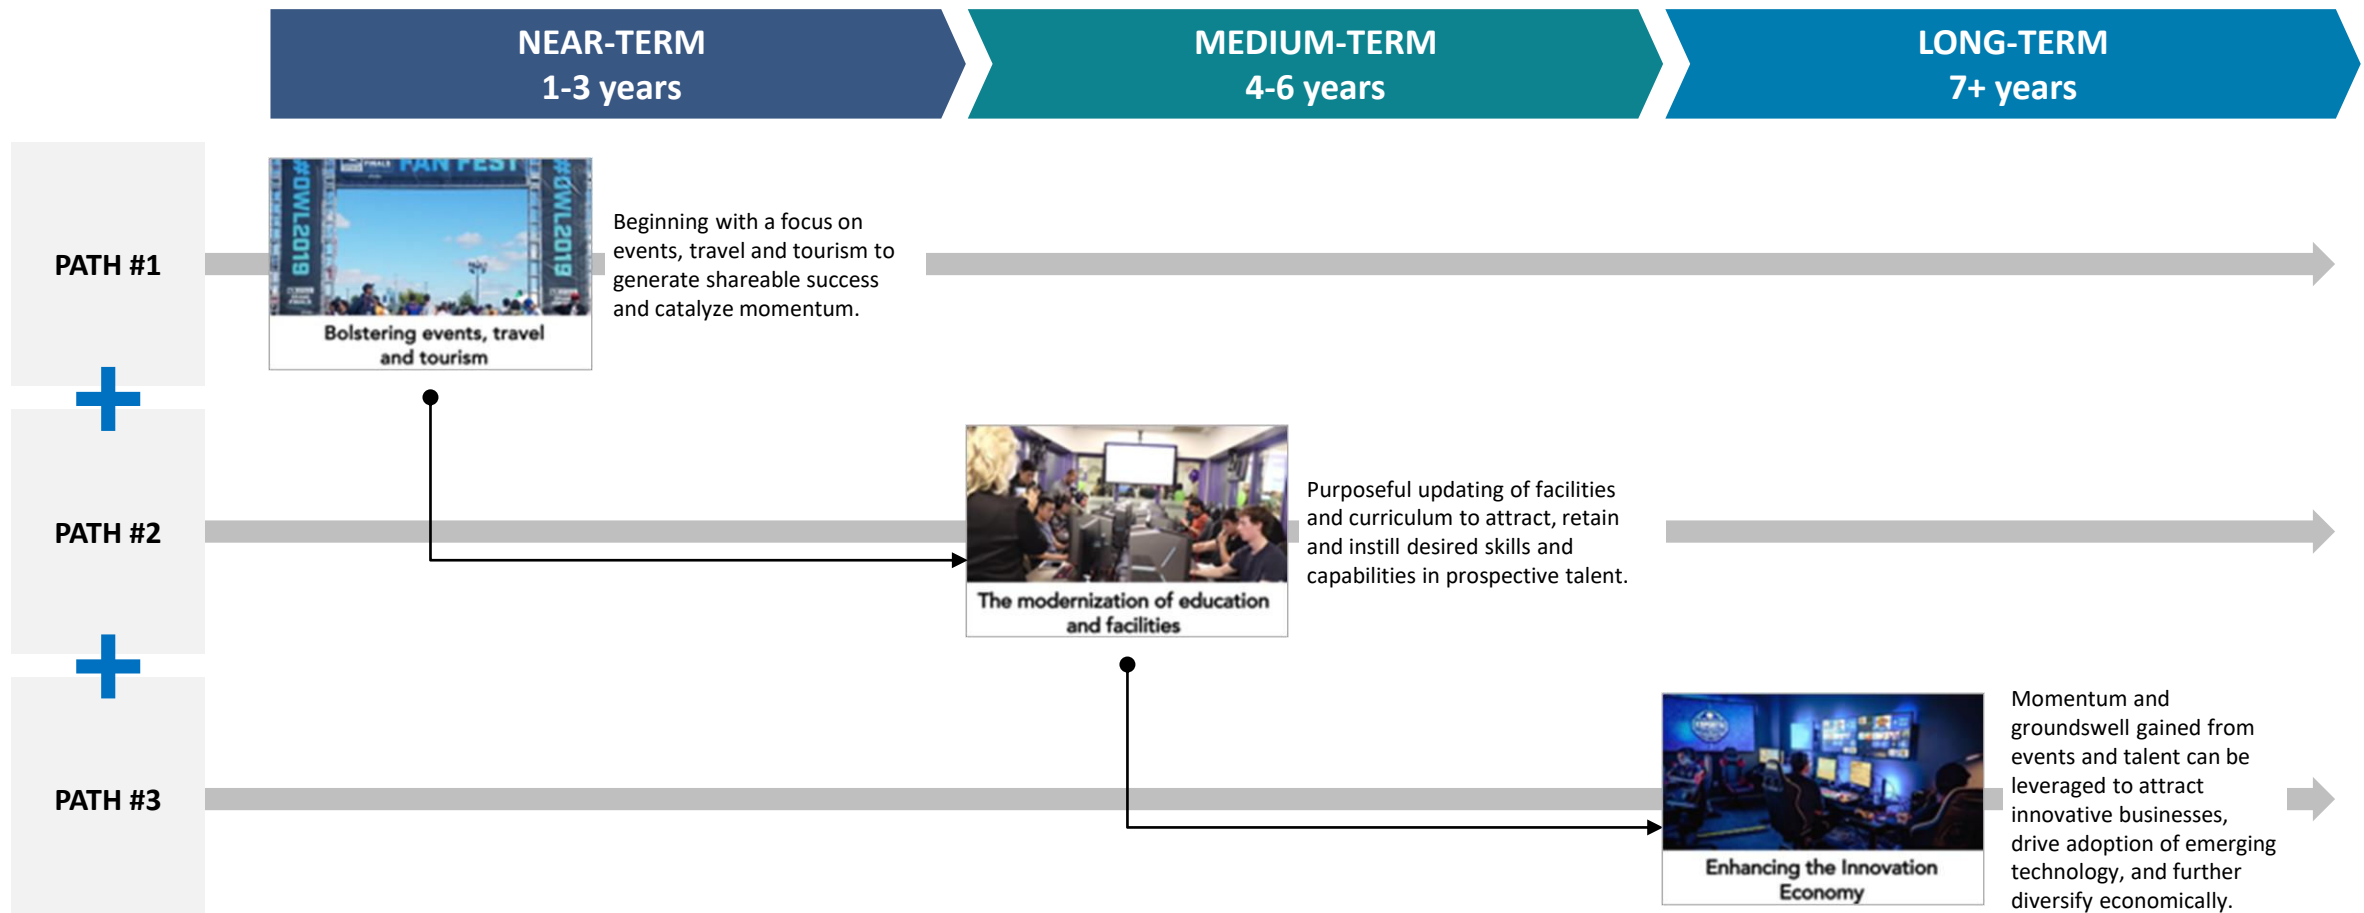 NEAR-TERM
1-3 years
MEDIUM-TERM
4-6 years
LONG-TERM
7+ years
PATH #1
FINALS
FAN FEST
#OWL2019
#OWL2019
Bolstering events, travel
and tourism
Beginning with a focus on
events, travel and tourism to
generate shareable success
and catalyze momentum.
PATH #2
The modernization of education
and facilities
Purposeful updating of facilities
and curriculum to attract, retain
and instill desired skills and
capabilities in prospective talent.
PATH #3
Enhancing the Innovation
Economy
Momentum and
groundswell gained from
events and talent can be
leveraged to attract
innovative businesses,
drive adoption of emerging
technology, and further
diversify economically.